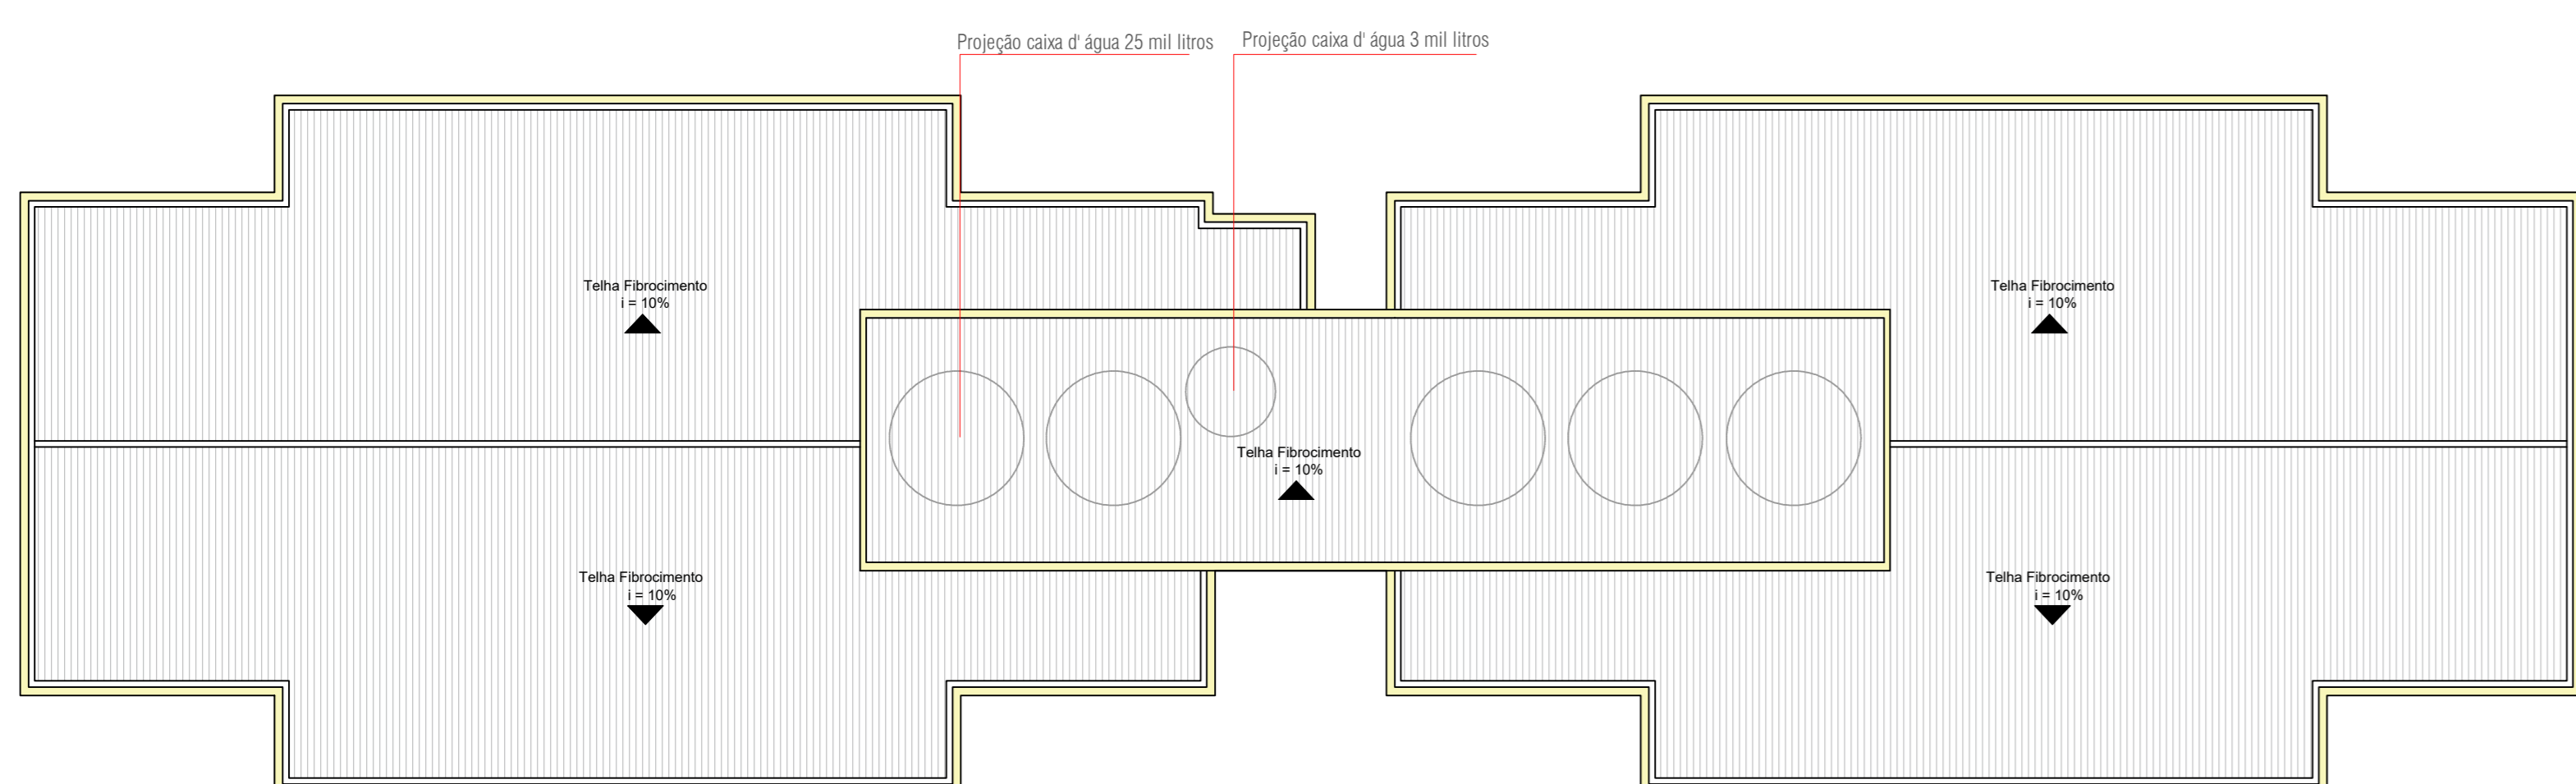 Projeção caixa d' água 25 mil litros
Projeção caixa d' água 3 mil litros
Telha Fibrocimento
i = 10%
Telha Fibrocimento
i = 10%
Telha Fibrocimento
i = 10%
Telha Fibrocimento
i = 10%
Telha Fibrocimento
i = 10%